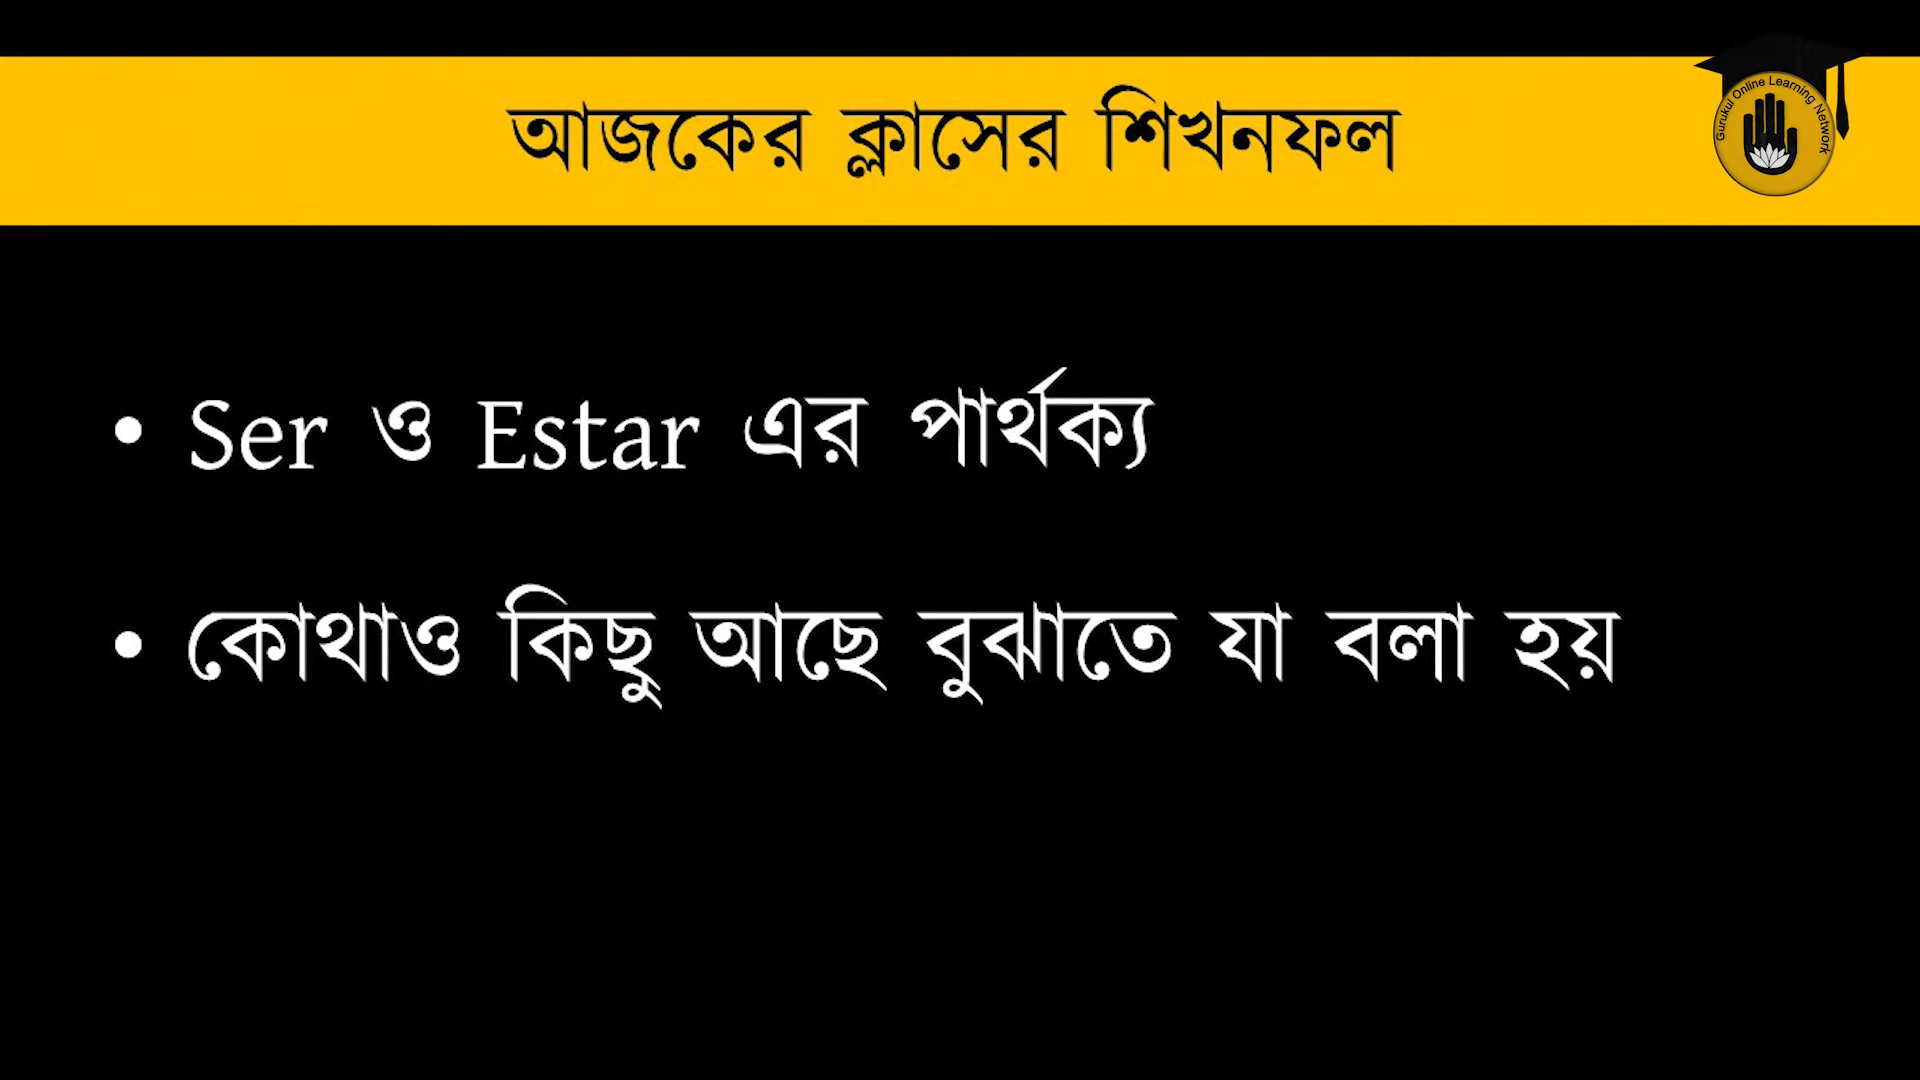 আজকের ক্লাসের শিখনফল
Gurukul Online Learning Network
• Ser ও Estar এর পার্থক্য
• কোথাও কিছু আছে বুঝাতে যা বলা হয়